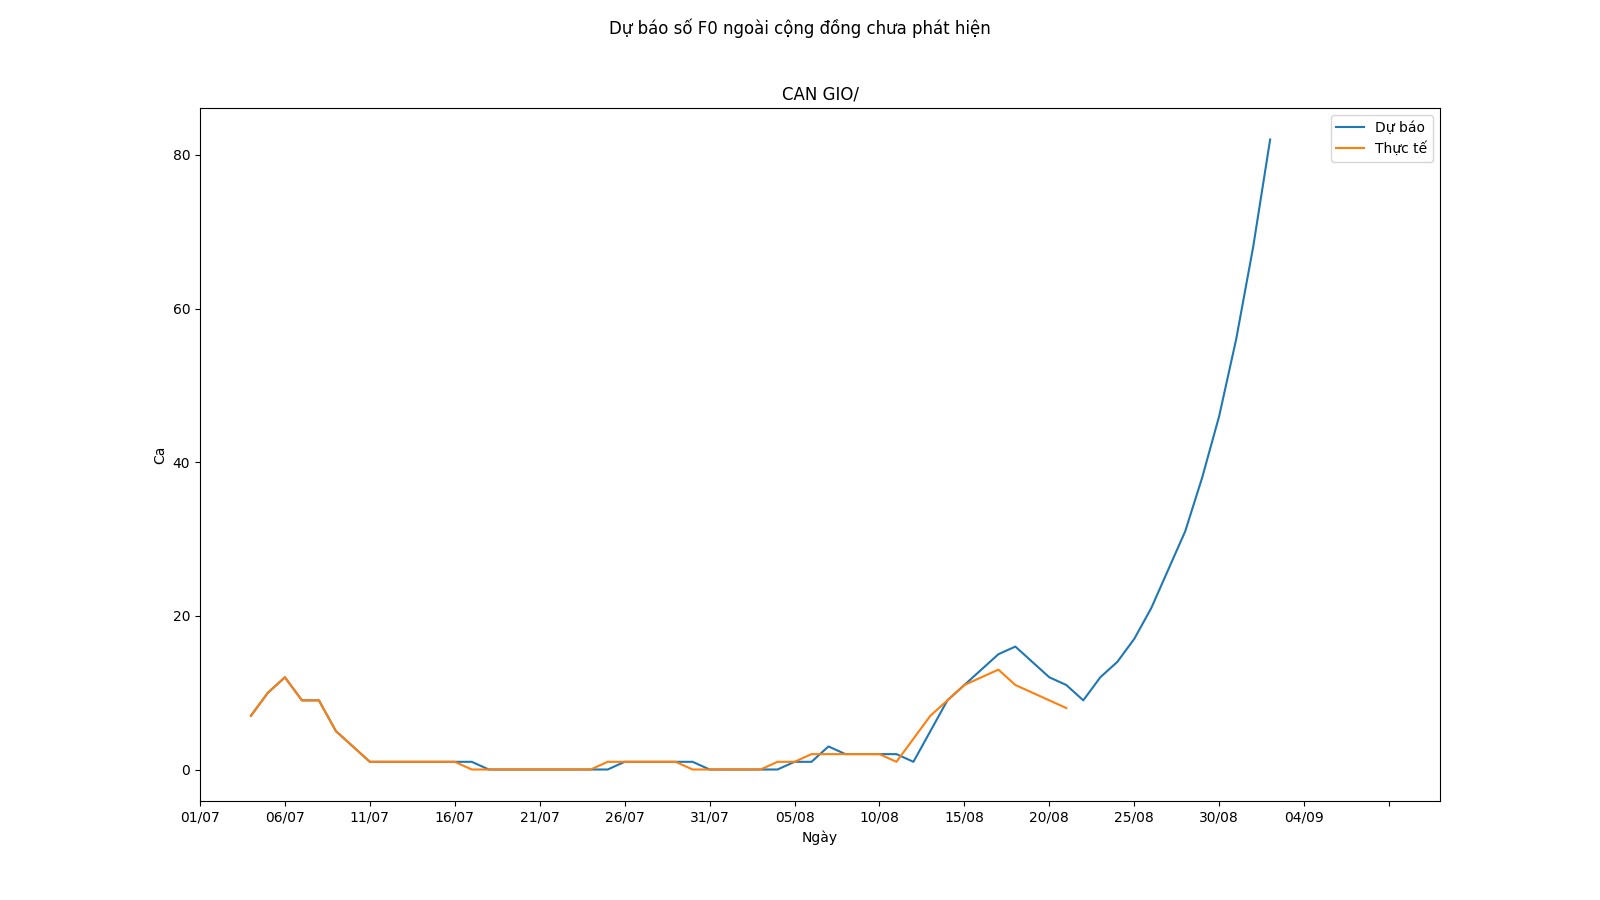 Dự báo số F0 ngoài cộng đồng chưa phát hiện
CAN GIO/
Dự báo
Thực tế
80
60
40
20
0
Ca
01/07 06/07 11/07 16/07 21/07 26/07 31/07 05/08 10/08 15/08 20/08 25/08 30/08 04/09
Ngày